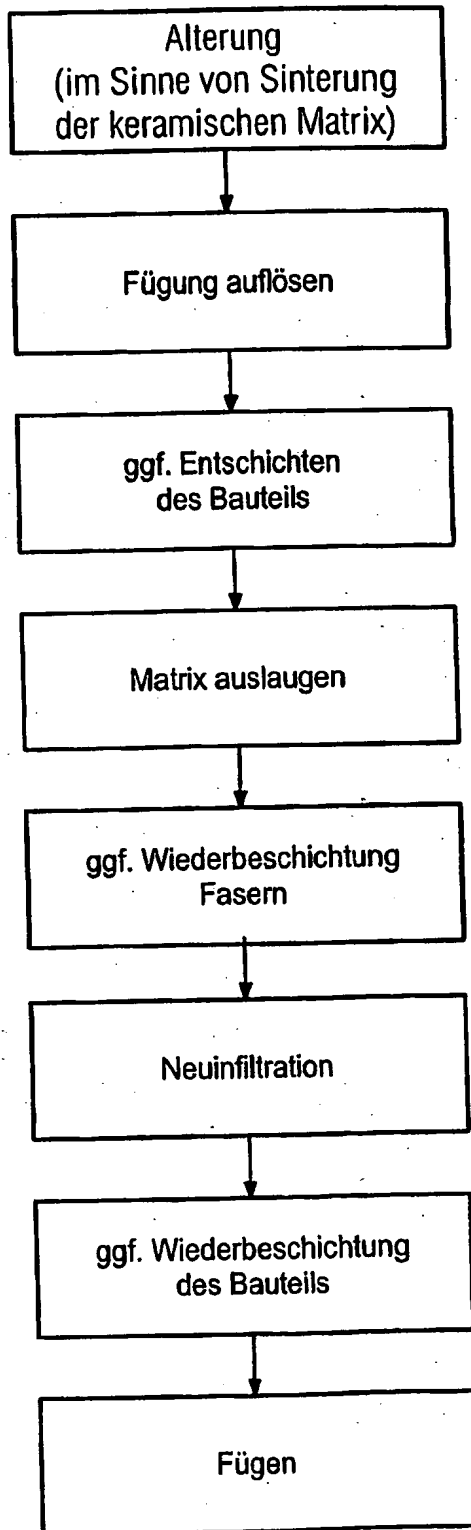 Alterung
(im Sinne von Sinterung
der keramischen Matrix)
Fügung auflösen
ggf. Entschichten
des Bauteils
Matrix auslaugen
ggf. Wiederbeschichtung
Fasern
Neuinfiltration
ggf. Wiederbeschichtung
des Bauteils
Fügen